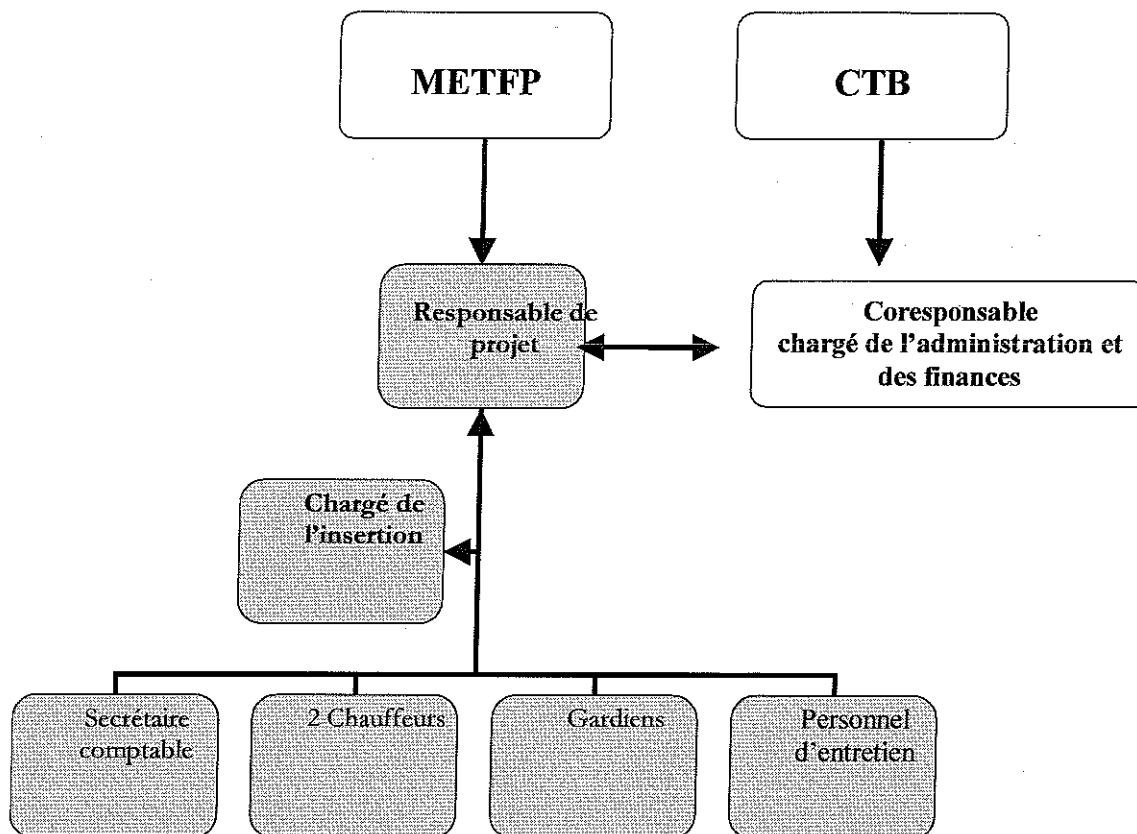 METFP
CTB
Responsable de
projet
Coresponsable
chargé de l'administration et
des finances
Chargé de
l'insertion
Secrétaire
comptable
2 Chauffeurs
Gardiens
Personnel
d'entretien